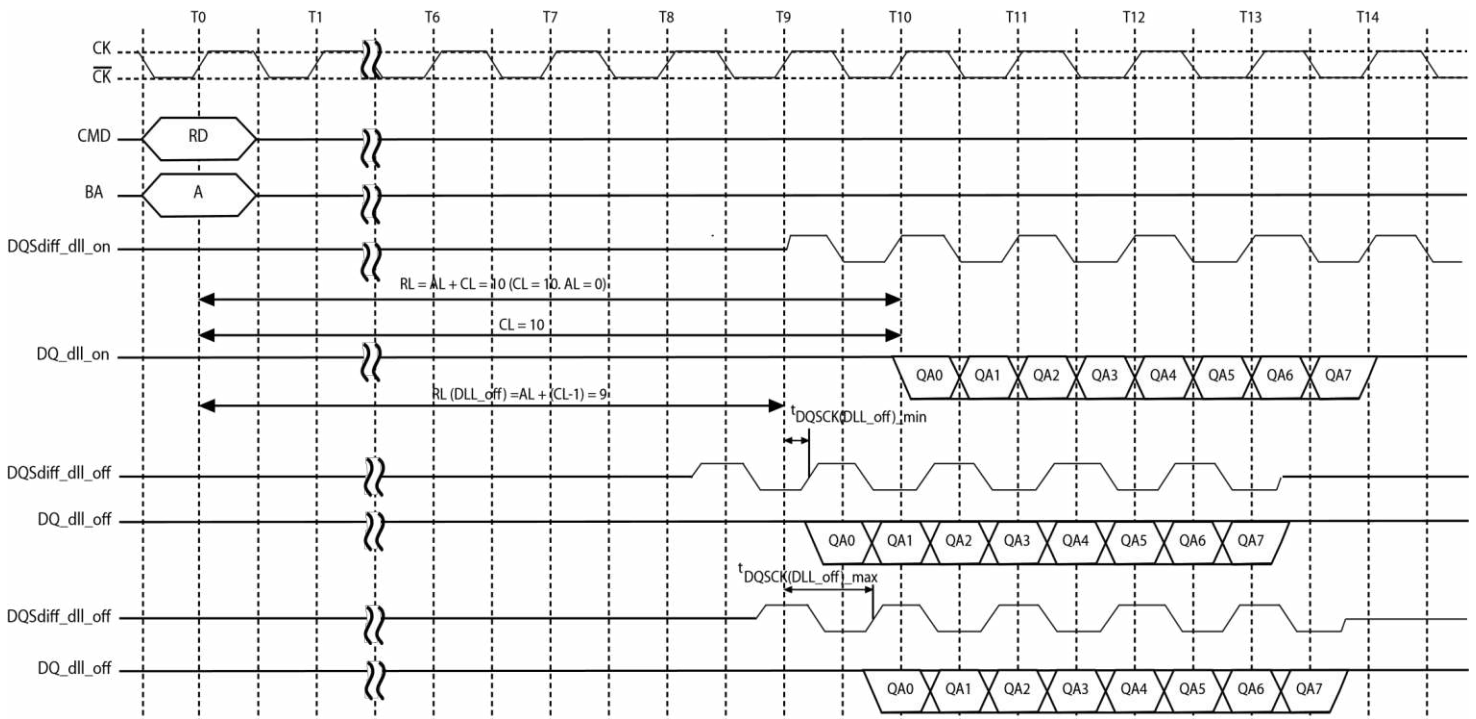 T0 T1 T6 T7 T8 T9 T10 T11 T12 T13 T14
CK
CK
CMD RD
BA A
DQSdiff_dll_on
RL = AL + CL = 10 (CL = 10. AL = 0)
CL = 10
DQ_dll_on
QA0 QA1 QA2 QA3 QA4 QA5 QA6 QA7
RL (DLL_off) =AL + (CL-1) = 9
tDQSCK(DLL_off)_min
DQSdiff_dll_off
DQ_dll_off
QA0 QA1 QA2 QA3 QA4 QA5 QA6 QA7
tDQSCK(DLL_off)_max
DQSdiff_dll_off
DQ_dll_off
QA0 QA1 QA2 QA3 QA4 QA5 QA6 QA7